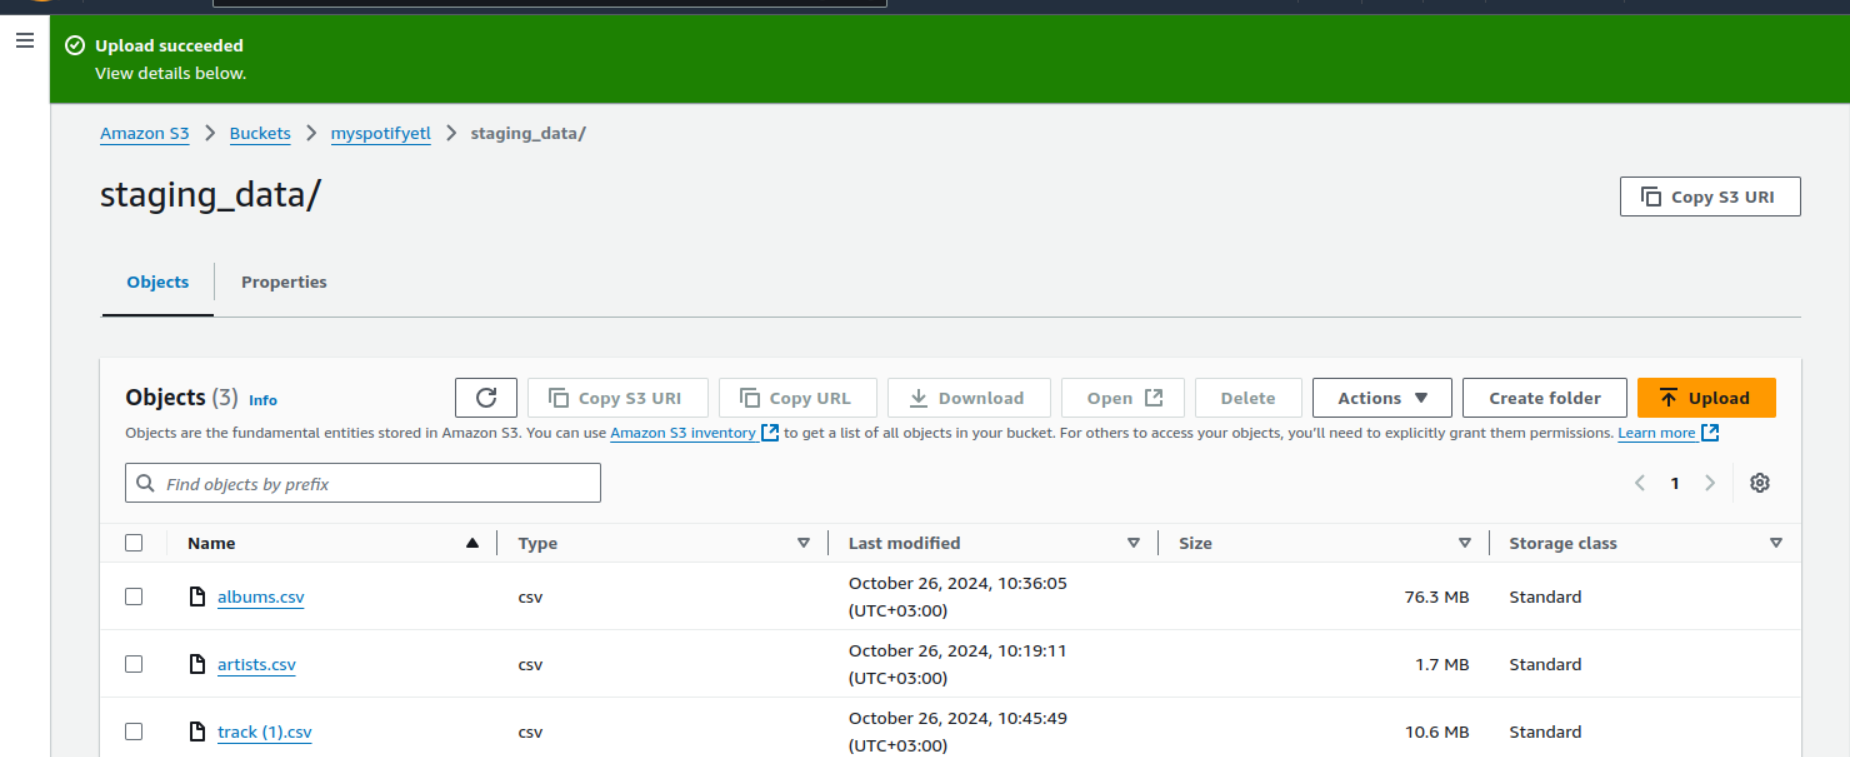 Upload succeeded
View details below.
Amazon S3 > Buckets > myspotifyetl > staging_data/
staging_data/
Copy S3 URI
Objects Properties
Objects (3) Info
Copy S3 URI Copy URL Download Open Delete Actions Create folder Upload
Objects are the fundamental entities stored in Amazon S3. You can use Amazon S3 inventory to get a list of all objects in your bucket. For others to access your objects, you'll need to explicitly grant them permissions. Learn more
Find objects by prefix
1
Name Type Last modified Size Storage class
albums.csv csv October 26, 2024, 10:36:05 (UTC+03:00) 76.3 MB Standard
artists.csv csv October 26, 2024, 10:19:11 (UTC+03:00) 1.7 MB Standard
track (1).csv csv October 26, 2024, 10:45:49 (UTC+03:00) 10.6 MB Standard